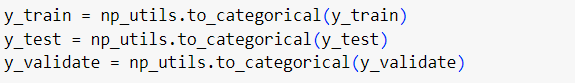 y_train = np_utils.to_categorical(y_train)
y_test = np_utils.to_categorical(y_test)
y_validate = np_utils.to_categorical(y_validate)